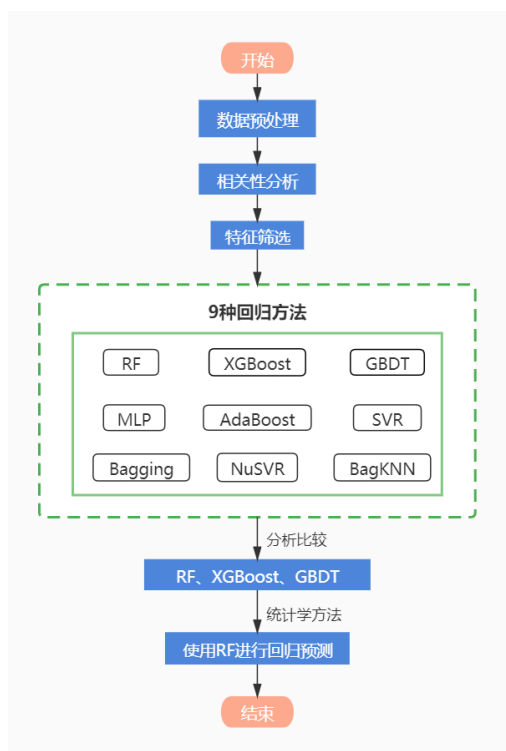 开始
数据预处理
相关性分析
特征筛选
9种回归方法
RF XGBoost GBDT
MLP AdaBoost SVR
Bagging NuSVR BagKNN
分析比较
RF、XGBoost、GBDT
统计学方法
使用RF进行回归预测
结束